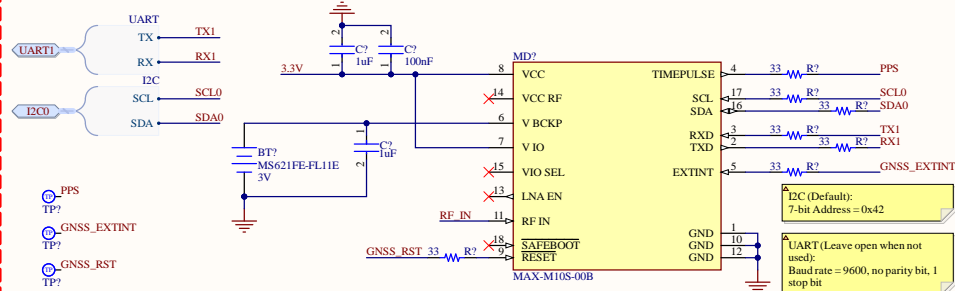 UART
TX
TX1
UART1
RX
RX1
I2C
SCL
SCL0
I2C0
SDA
SDA0
PPS
TP?
GNSS_EXTINT
TP?
GNSS_RST
TP?
2
2
C?
1uF
C?
100nF
1
1
3.3V
1
C?
1uF
2
BT?
MS621FE-FL11E
3V
RF_IN
GNSS_RST 33 R?
MD?
8 VCC
14 VCC RF
6 V BCKP
7 V IO
15 VIO SEL
13 LNA EN
11 RF IN
18 SAFEBOOT
9 RESET
TIMEPULSE 4 33 R? PPS
SCL 17 33 R? SCL0
SDA 16 33 R? SDA0
RXD 3 33 R? TX1
TXD 2 33 R? RX1
EXTINT 5 33 R? GNSS_EXTINT
GND 1
GND 10
GND 12
MAX-M10S-00B
I2C (Default):
7-bit Address = 0x42
UART (Leave open when not
used):
Baud rate = 9600, no parity bit, 1
stop bit